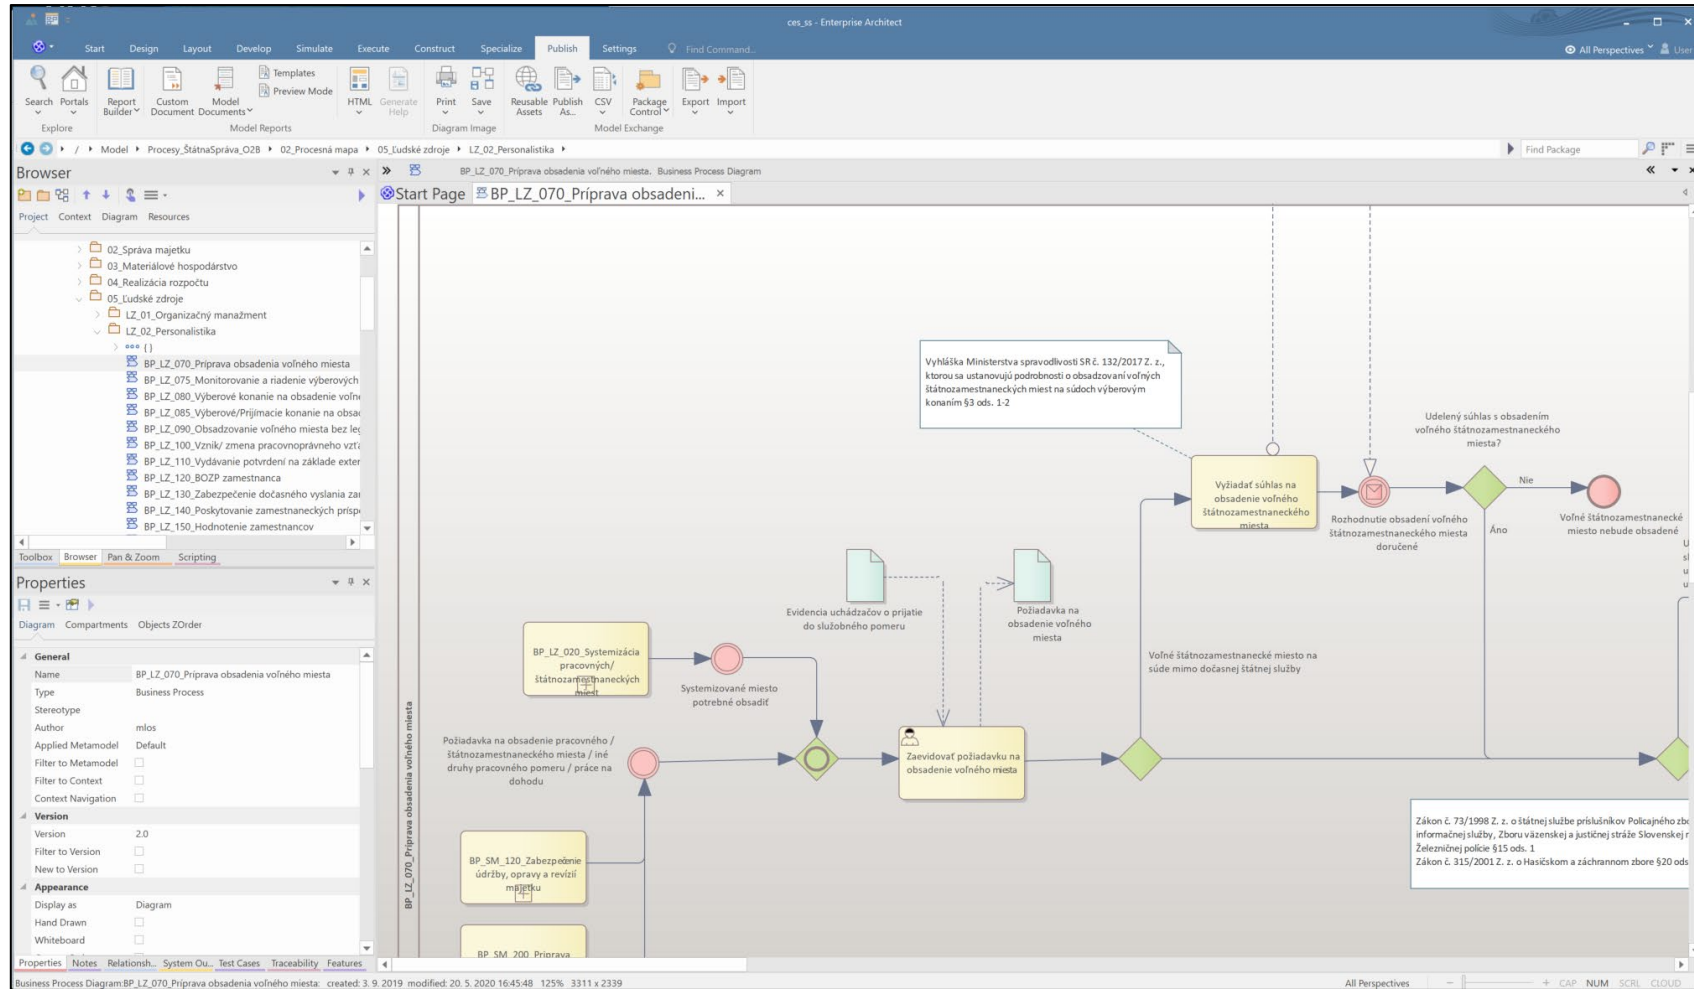 ces_ss - Enterprise Architect
Start Design Layout Develop Simulate Execute Construct Specialize Publish Settings Find Command... All Perspectives User
Templates
Preview Mode
Search Portals Report Builder Custom Document Model Documents HTML Generate Help Print Save Reusable Assets Publish As... CSV Package Control Export Import
Explore Model Reports Diagram Image Model Exchange
/ Model Procesy_ŠtátnaSpráva_O2B 02_Procesná mapa 05_Ľudské zdroje LZ_02_Personalistika Find Package
Browser
BP_LZ_070_Príprava obsadenia voľného miesta. Business Process Diagram
Start Page BP_LZ_070_Príprava obsadeni... ×
Project Context Diagram Resources
02_Správa majetku
03_Materiálové hospodárstvo
04_Realizácia rozpočtu
05_Ľudské zdroje
LZ_01_Organizačný manažment
LZ_02_Personalistika
{ }
BP_LZ_070_Príprava obsadenia voľného miesta
BP_LZ_075_Monitorovanie a riadenie výberových
BP_LZ_080_Výberové konanie na obsadenie voľn
BP_LZ_085_Výberové/Prijímacie konanie na obsa
BP_LZ_090_Obsadzovanie voľného miesta bez leg
BP_LZ_100_Vznik/ zmena pracovnoprávneho vzťa
BP_LZ_110_Vydávanie potvrdení na základe exter
BP_LZ_120_BOZP zamestnanca
BP_LZ_130_Zabezpečenie dočasného vyslania zar
BP_LZ_140_Poskytovanie zamestnaneckých príspe
BP_LZ_150_Hodnotenie zamestnancov
Toolbox Browser Pan & Zoom Scripting
Properties
Diagram Compartments Objects ZOrder
General
Name BP_LZ_070_Príprava obsadenia voľného miesta
Type Business Process
Stereotype
Author mlos
Applied Metamodel Default
Filter to Metamodel
Filter to Context
Context Navigation
Version
Version 2.0
Filter to Version
New to Version
Appearance
Display as Diagram
Hand Drawn
Whiteboard
Properties Notes Relationsh... System Ou... Test Cases Traceability Features
BP_LZ_070_Príprava obsadenia voľného miesta
Vyhláška Ministerstva spravodlivosti SR č. 132/2017 Z. z.,
ktorou sa ustanovujú podrobnosti o obsadzovaní voľných
štátnozamestnaneckých miest na súdoch výberovým
konaním §3 ods. 1-2
Udelený súhlas s obsadením
voľného štátnozamestnaneckého
miesta?
Vyžiadať súhlas na
obsadenie voľného
štátnozamestnaneckého
miesta
Rozhodnutie obsadení voľného
štátnozamestnaneckého miesta
doručené
Nie
Áno
Voľné štátnozamestnanecké
miesto nebude obsadené
Evidencia uchádzačov o prijatie
do služobného pomeru
Požiadavka na
obsadenie voľného
miesta
BP_LZ_020_Systemizácia
pracovných/
štátnozamestnaneckých
miest
Systemizované miesto
potrebné obsadiť
Voľné štátnozamestnanecké miesto na
súde mimo dočasnej štátnej služby
Požiadavka na obsadenie pracovného /
štátnozamestnaneckého miesta / iné
druhy pracovného pomeru / práce na
dohodu
Zaevidovať požiadavku na
obsadenie voľného miesta
BP_SM_120_Zabezpečenie
údržby, opravy a revízií
majetku
BP_SM_200_Príprava
Zákon č. 73/1998 Z. z. o štátnej službe príslušníkov Policajného zbo
informačnej služby, Zboru väzenskej a justičnej stráže Slovenskej r
Železničnej polície §15 ods. 1
Zákon č. 315/2001 Z. z. o Hasičskom a záchrannom zbore §20 ods
Business Process Diagram:BP_LZ_070_Príprava obsadenia voľného miesta: created: 3. 9. 2019 modified: 20. 5. 2020 16:45:48 125% 3311 x 2339 All Perspectives CAP NUM SCRL CLOUD